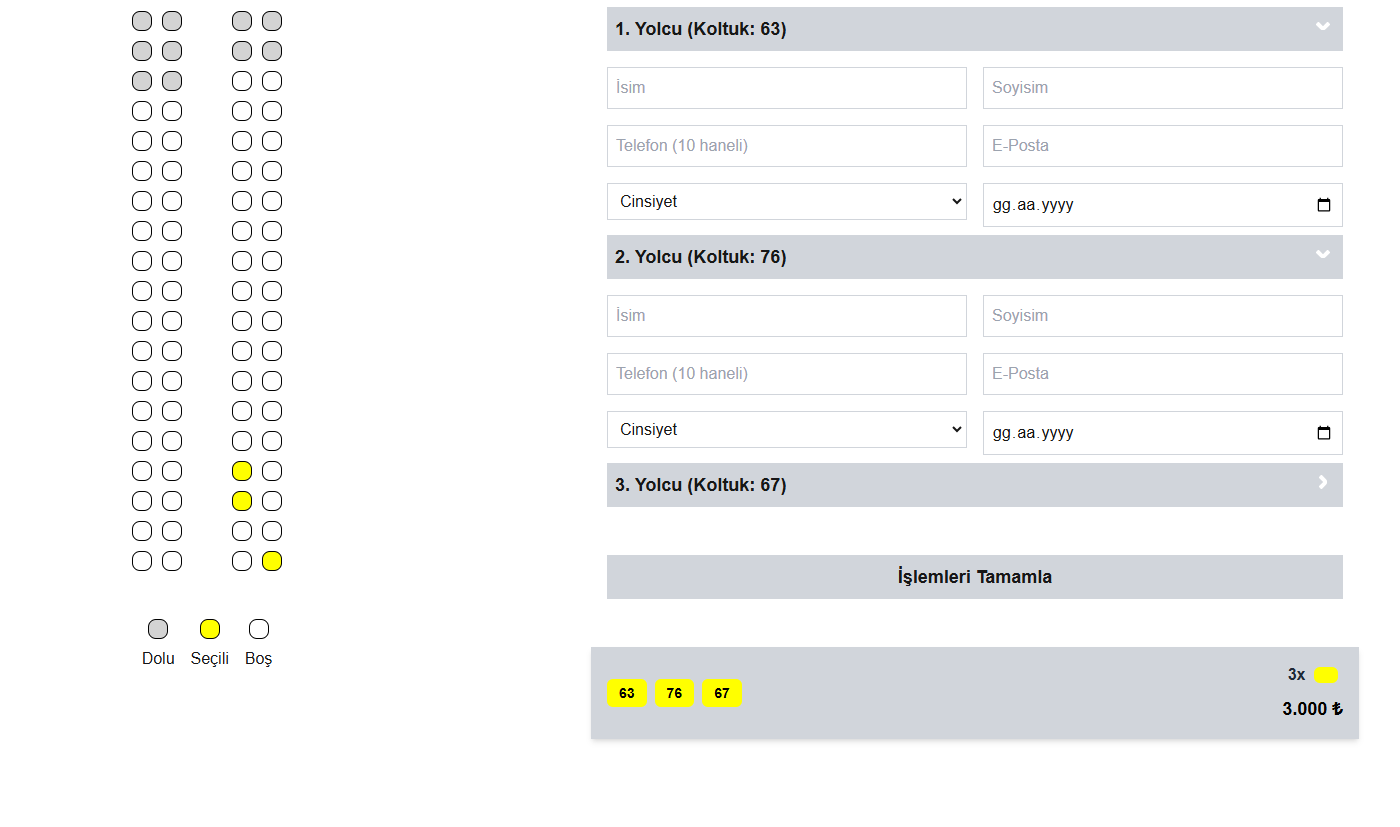 1. Yolcu (Koltuk: 63)
İsim Soyisim
Telefon (10 haneli) E-Posta
Cinsiyet gg.aa.yyyy
2. Yolcu (Koltuk: 76)
İsim Soyisim
Telefon (10 haneli) E-Posta
Cinsiyet gg.aa.yyyy
3. Yolcu (Koltuk: 67)
İşlemleri Tamamla
Dolu Seçili Boş
63 76 67
3x
3.000 ₺